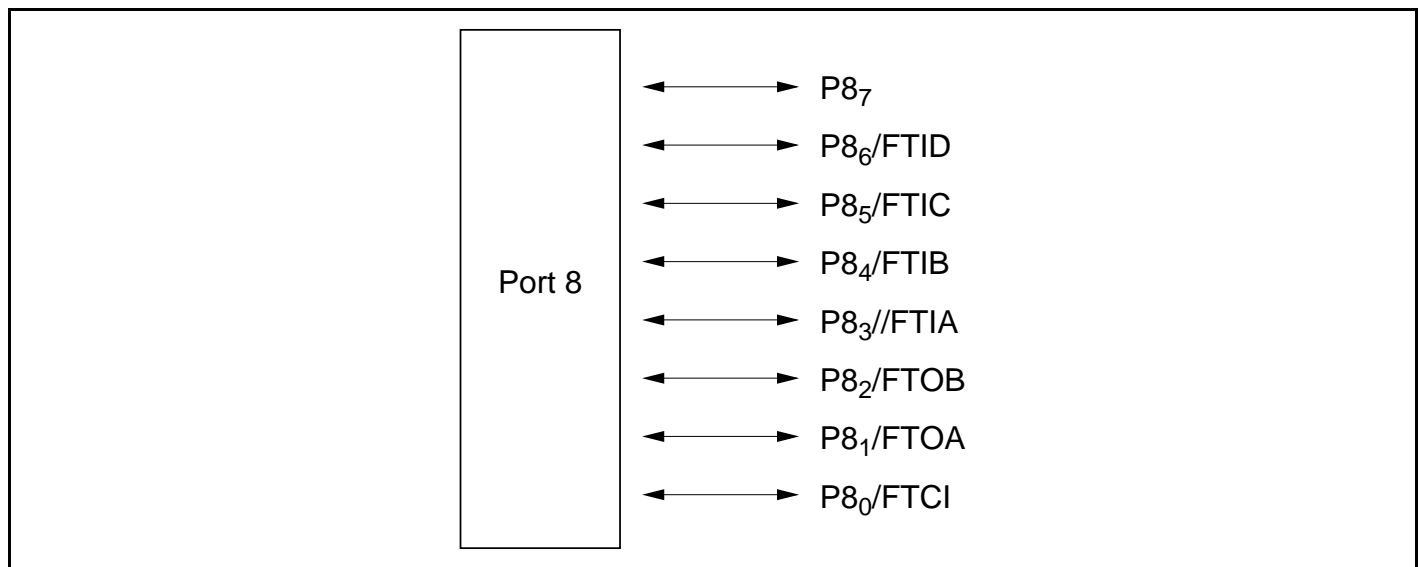 Port 8
P8₇
P8₆/FTID
P8₅/FTIC
P8₄/FTIB
P8₃//FTIA
P8₂/FTOB
P8₁/FTOA
P8₀/FTCI